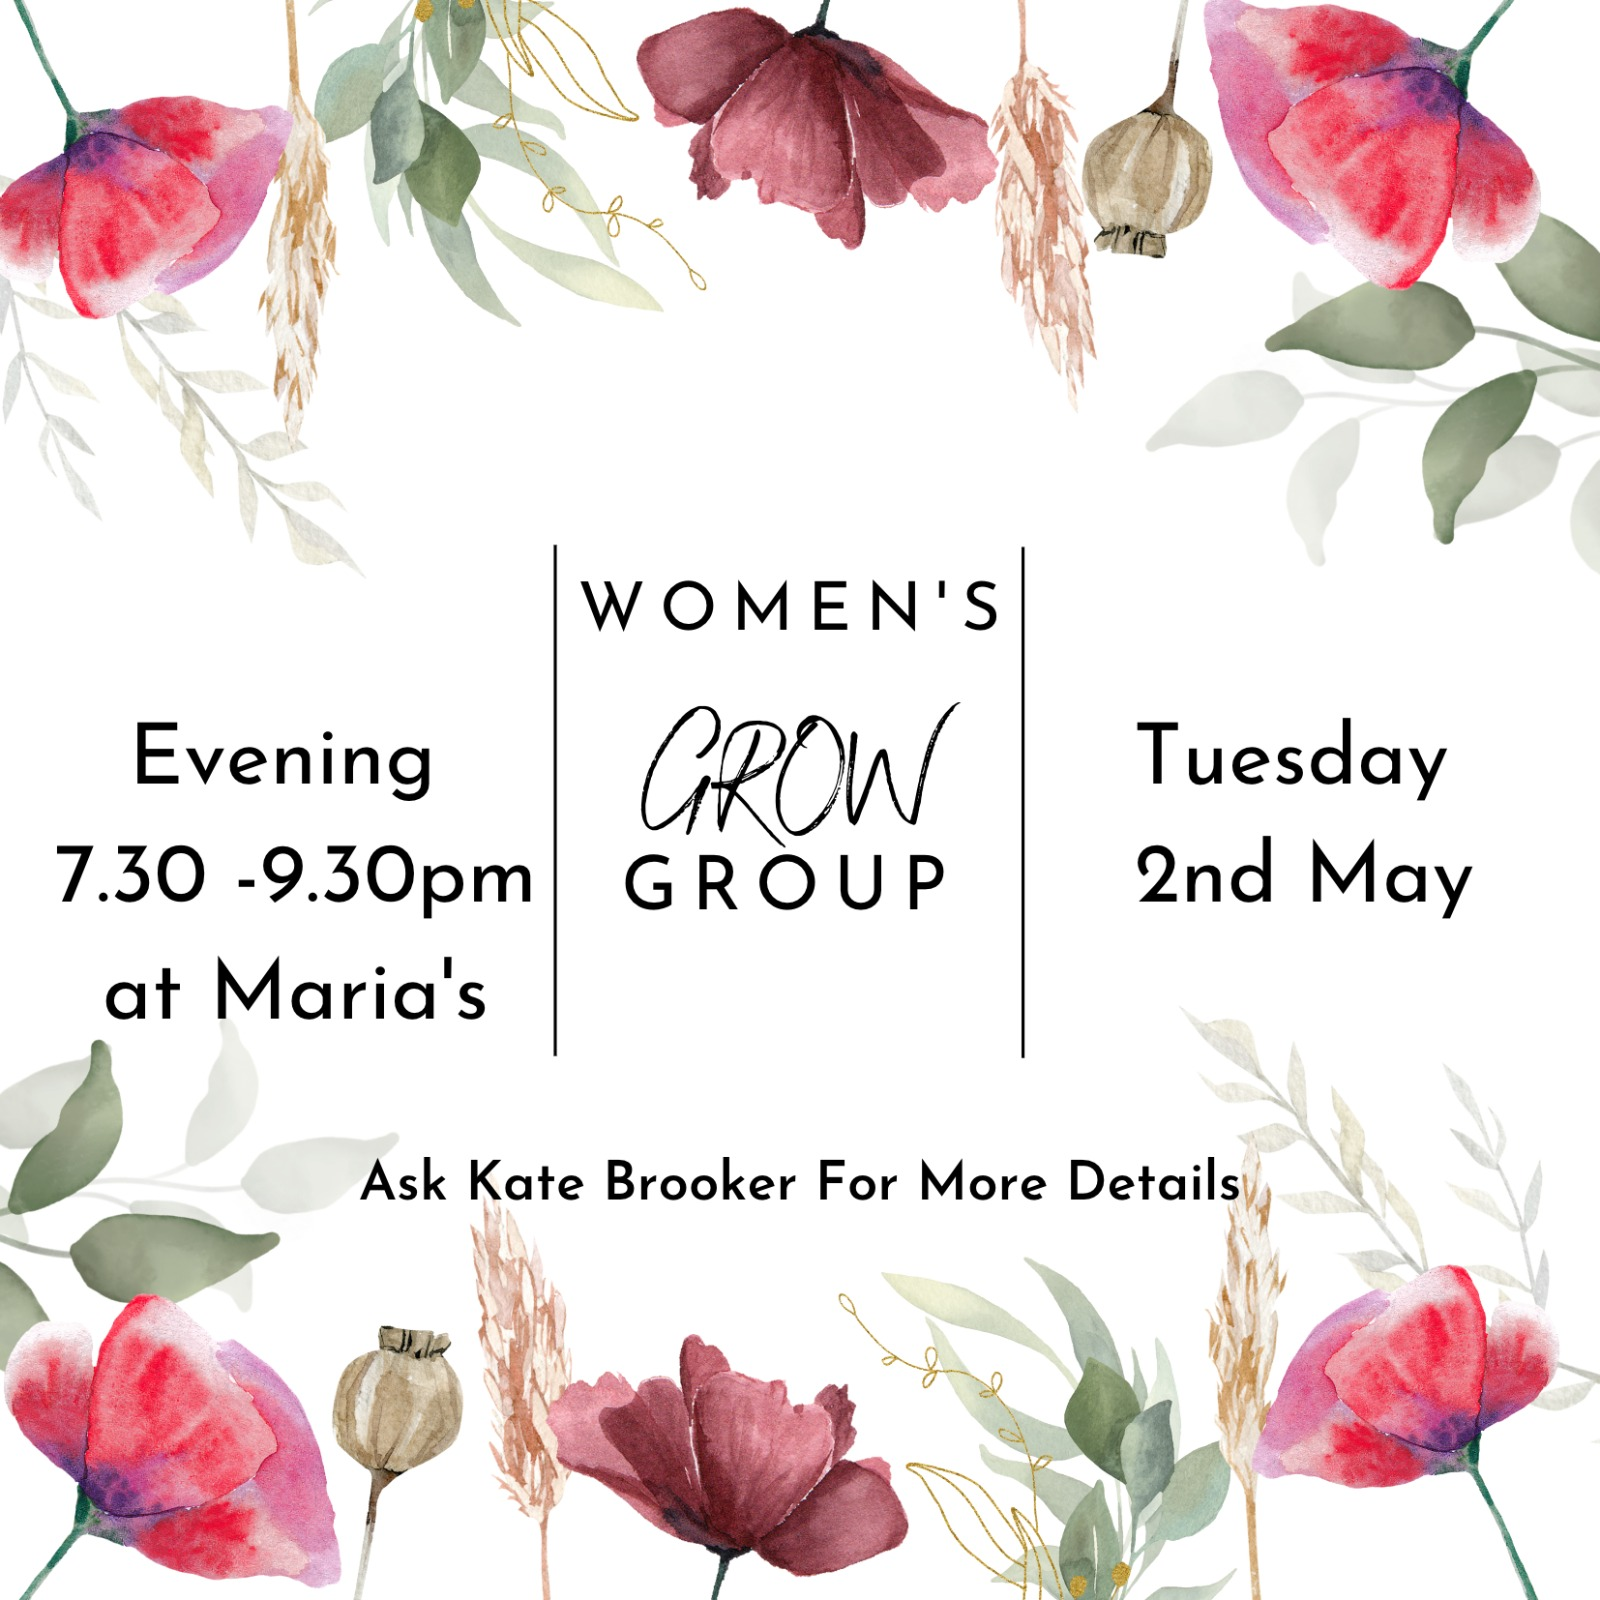 WOMEN'S
GROW
GROUP
Evening
7.30 -9.30pm
at Maria's
Tuesday
2nd May
Ask Kate Brooker For More Details